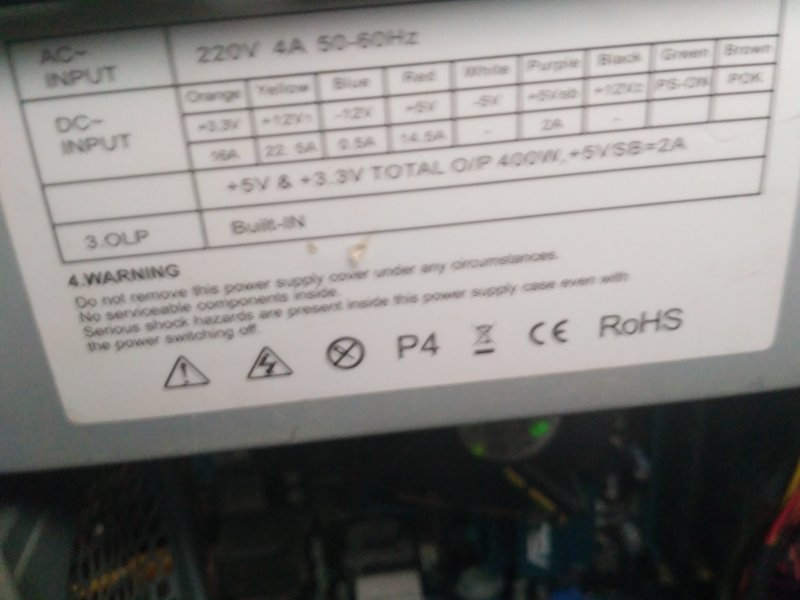 AC~ INPUT 220V 4A 50-60Hz
DC~ INPUT Orange Yellow Blue Red White Purple Black Green Brown
+3.3V +12V -12V +5V -5V +5Vsb +12V2 PS-ON POK
16A 22.5A 0.5A 14.5A - 2A -
+5V & +3.3V TOTAL O/P 400W,+5VSB=2A
3.OLP Built-IN
4.WARNING
Do not remove this power supply cover under any circumstances.
No serviceable components inside.
Serious shock hazards are present inside this power supply case even with
the power switching off.
P4 CE RoHS